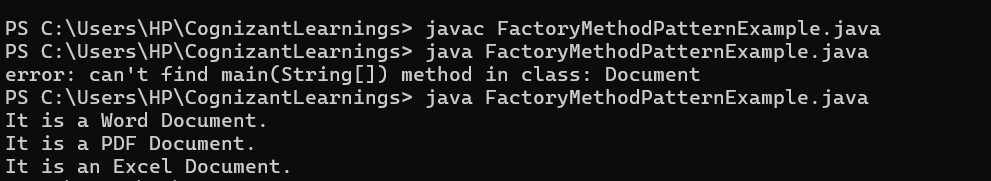 PS C:\Users\HP\CognizantLearnings> javac FactoryMethodPatternExample.java
PS C:\Users\HP\CognizantLearnings> java FactoryMethodPatternExample.java
error: can't find main(String[]) method in class: Document
PS C:\Users\HP\CognizantLearnings> java FactoryMethodPatternExample.java
It is a Word Document.
It is a PDF Document.
It is an Excel Document.